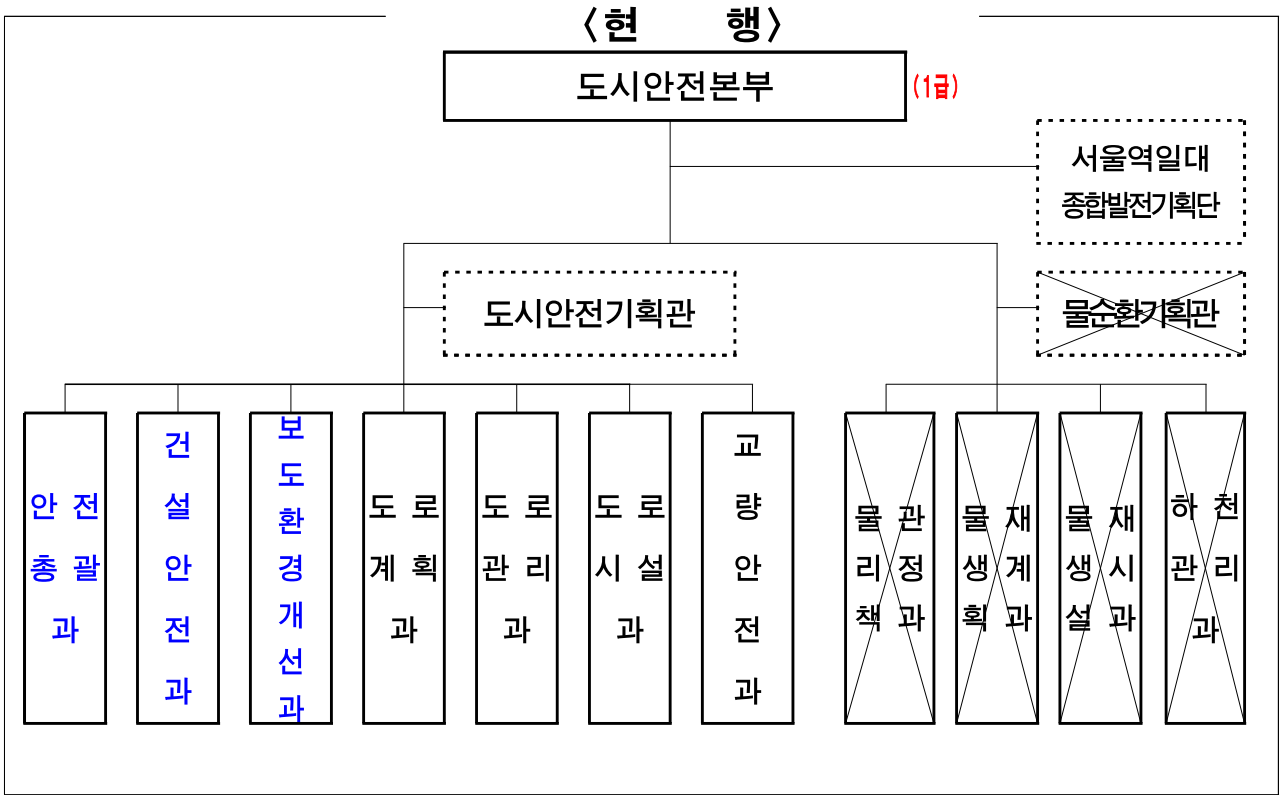 〈현 행〉
도시안전본부
(1급)
서울역일대
종합발전기획단
도시안전기획관
물순환기획관
안전
총괄
과
건
설
안
전
과
보
도
환
경
개
선
과
도로
계획
과
도로
관리
과
도로
시설
과
교
량
안
전
과
물관
리정
책과
물재
생계
획과
물재
생시
설과
하천
관리
과